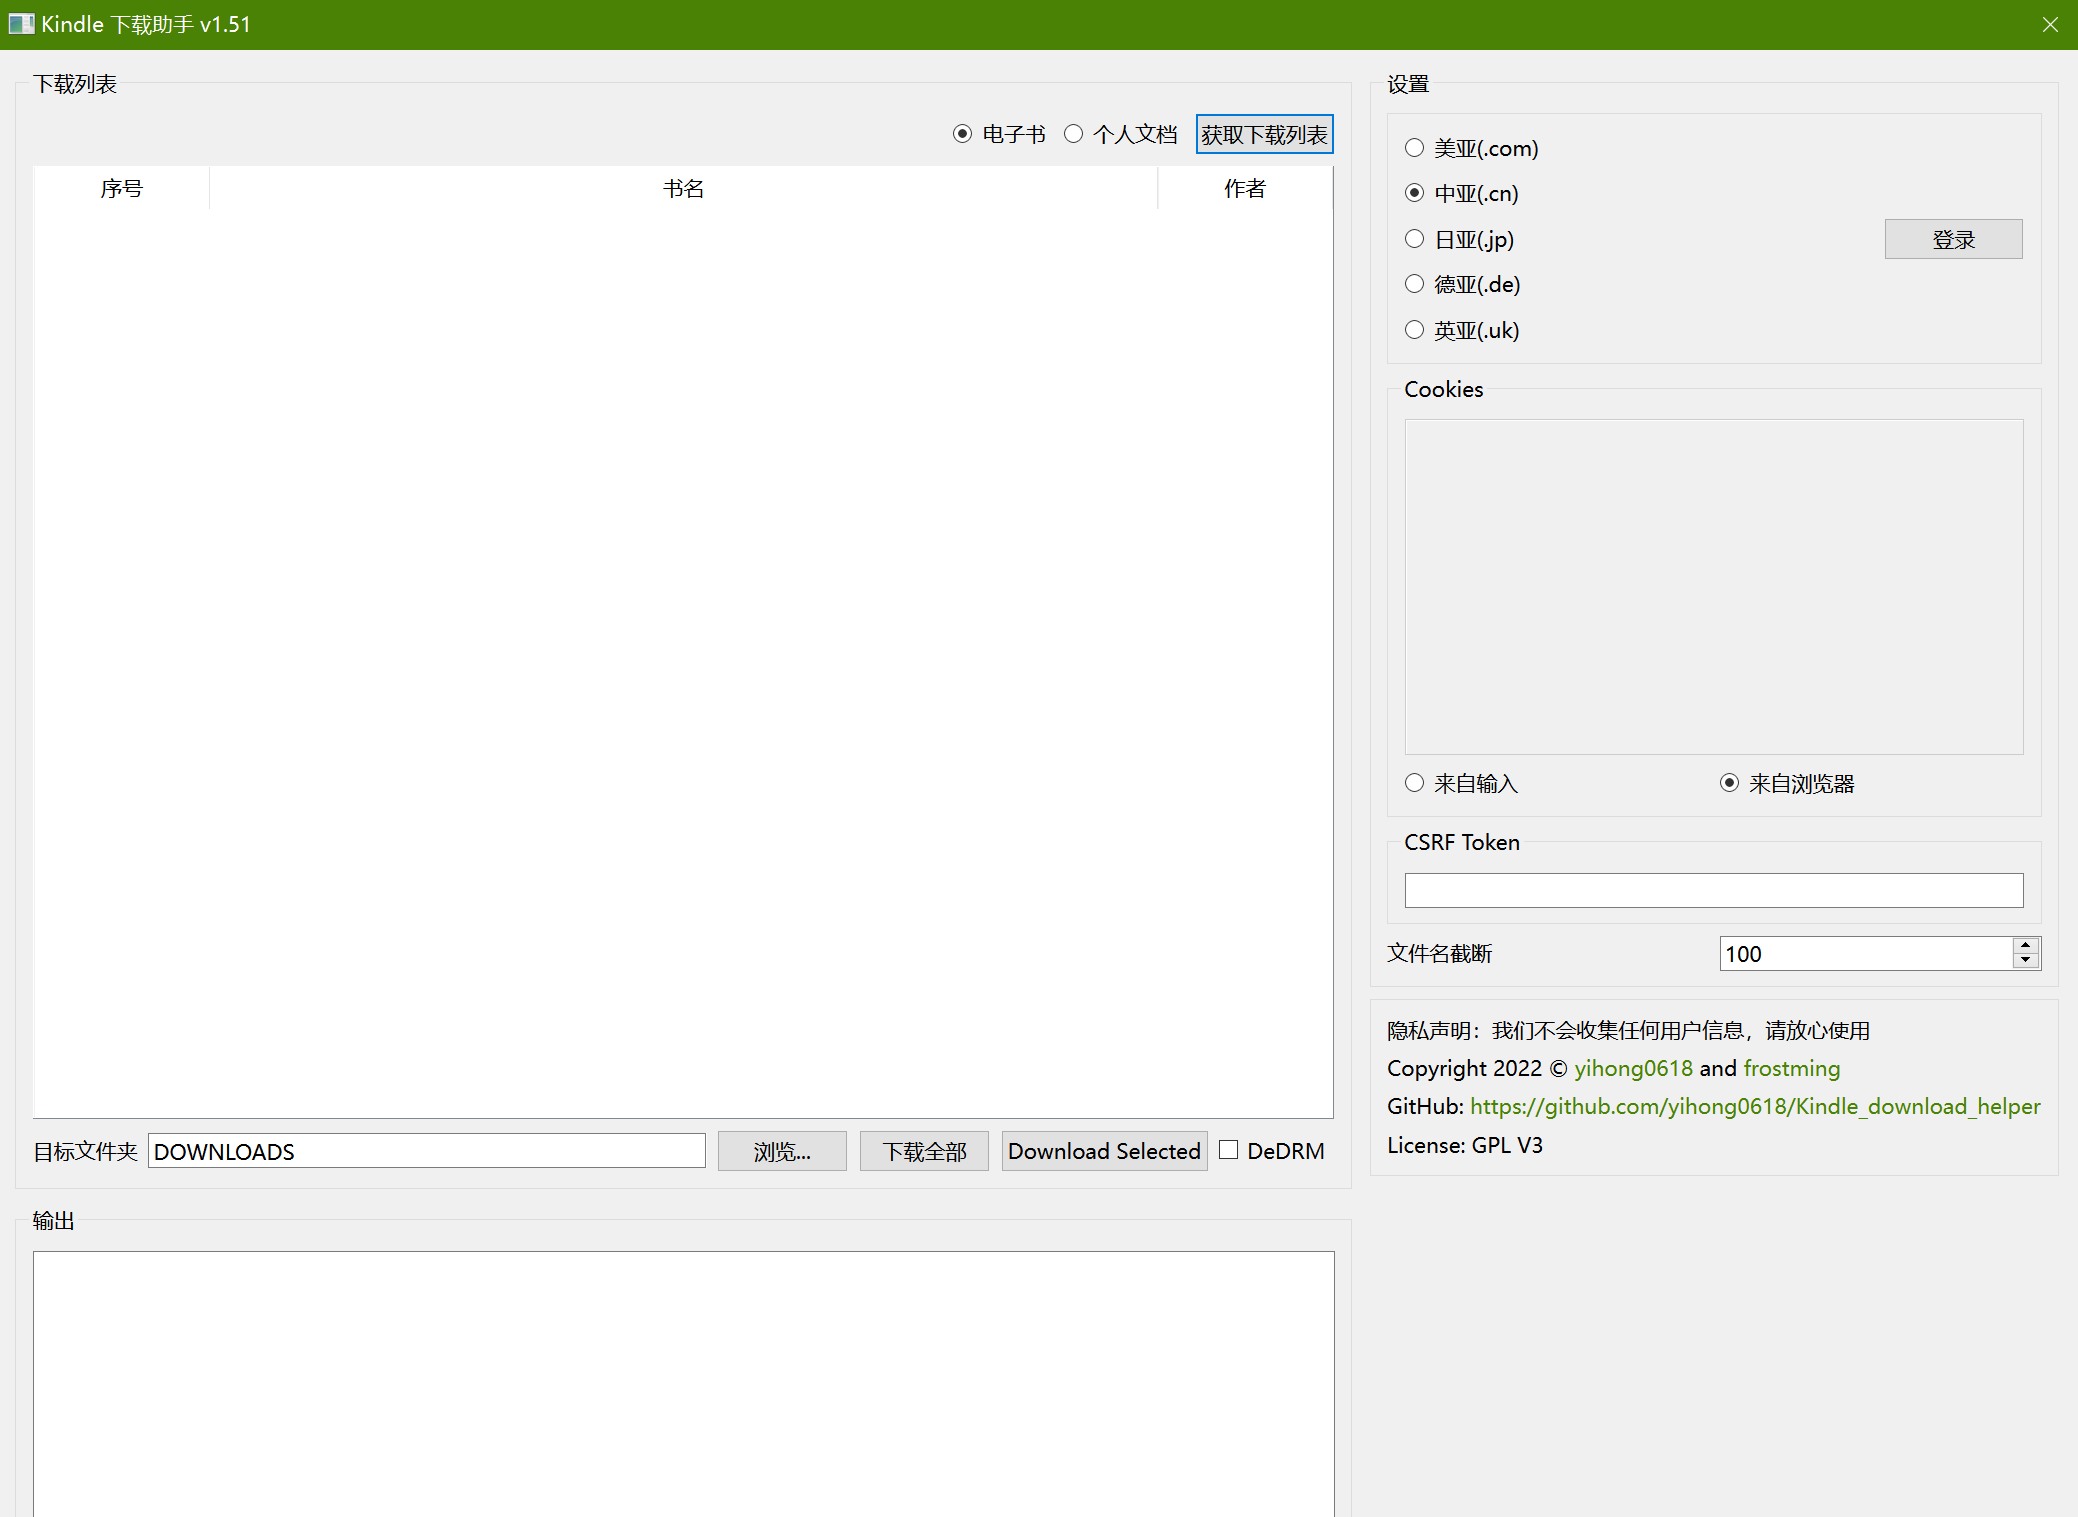 Kindle 下载助手 v1.51
下载列表
电子书 个人文档 获取下载列表
序号 书名 作者
目标文件夹 DOWNLOADS 浏览... 下载全部 Download Selected DeDRM
输出
设置
美亚(.com)
中亚(.cn)
日亚(.jp)
登录
德亚(.de)
英亚(.uk)
Cookies
来自输入 来自浏览器
CSRF Token
文件名截断 100
隐私声明：我们不会收集任何用户信息，请放心使用
Copyright 2022 © yihong0618 and frostming
GitHub: https://github.com/yihong0618/Kindle_download_helper
License: GPL V3